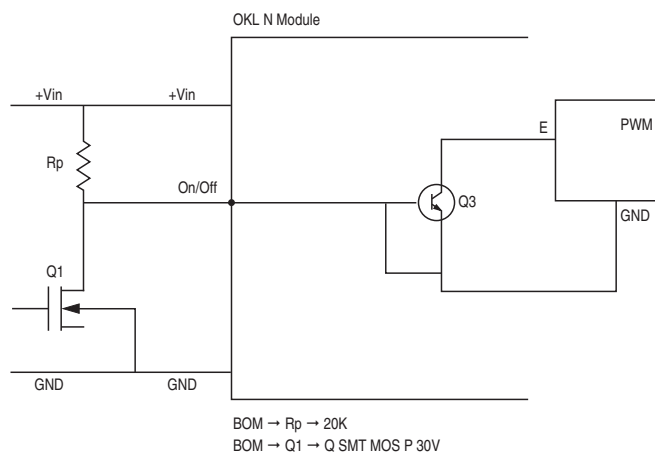 OKL N Module
+Vin +Vin
E PWM
Rp
On/Off
Q3
GND
Q1
GND GND
BOM → Rp → 20K
BOM → Q1 → Q SMT MOS P 30V